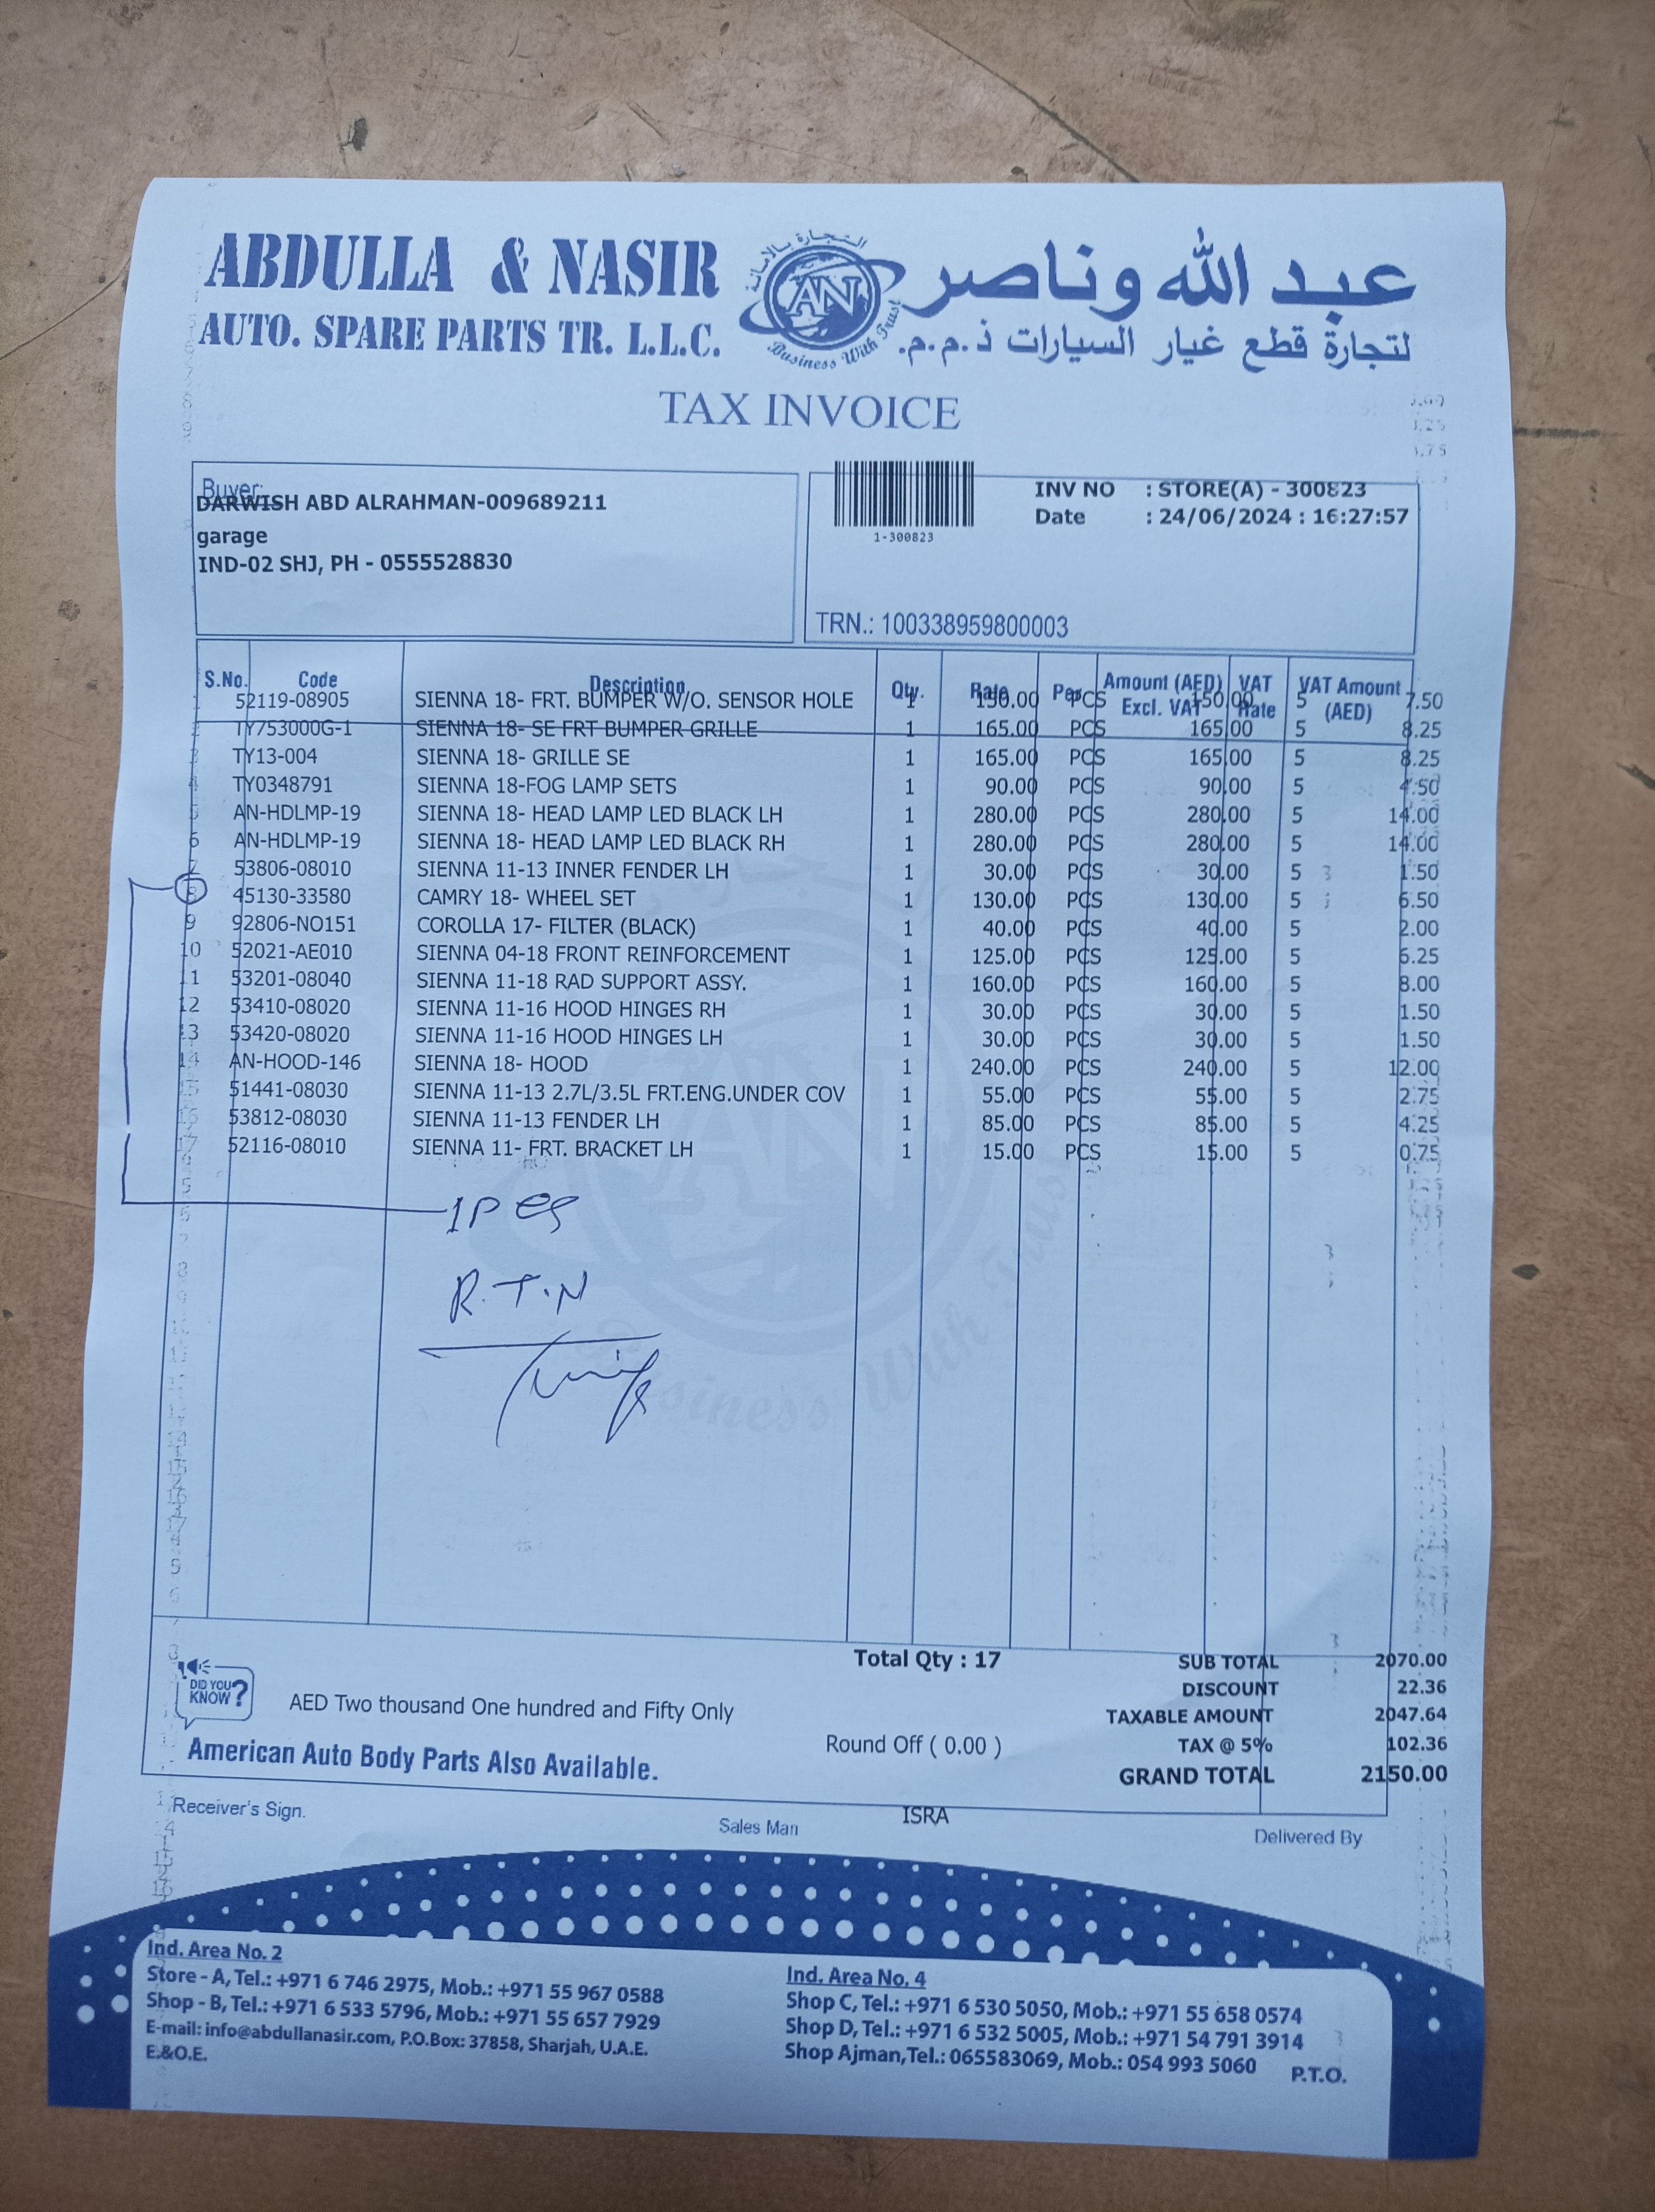 ABDULLA & NASIR
AUTO. SPARE PARTS TR. L.L.C.
التجارة بالامانة
AN
Business With Trust
عبد الله وناصر
لتجارة قطع غيار السيارات ذ.م.م.
TAX INVOICE
Buyer:
DARWISH ABD ALRAHMAN-009689211
garage
IND-02 SHJ, PH - 0555528830
1-300823
INV NO : STORE(A) - 300823
Date : 24/06/2024 : 16:27:57
TRN.: 100338959800003
S.No. Code Description Qty. Rate Per Amount (AED) Excl. VAT VAT Rate VAT Amount (AED)
1 52119-08905 SIENNA 18- FRT. BUMPER W/O. SENSOR HOLE 1 150.00 PCS 150.00 5 7.50
2 TY753000G-1 SIENNA 18- SE FRT BUMPER GRILLE 1 165.00 PCS 165.00 5 8.25
3 TY13-004 SIENNA 18- GRILLE SE 1 165.00 PCS 165.00 5 8.25
4 TY0348791 SIENNA 18-FOG LAMP SETS 1 90.00 PCS 90.00 5 4.50
5 AN-HDLMP-19 SIENNA 18- HEAD LAMP LED BLACK LH 1 280.00 PCS 280.00 5 14.00
6 AN-HDLMP-19 SIENNA 18- HEAD LAMP LED BLACK RH 1 280.00 PCS 280.00 5 14.00
7 53806-08010 SIENNA 11-13 INNER FENDER LH 1 30.00 PCS 30.00 5 1.50
8 45130-33580 CAMRY 18- WHEEL SET 1 130.00 PCS 130.00 5 6.50
9 92806-NO151 COROLLA 17- FILTER (BLACK) 1 40.00 PCS 40.00 5 2.00
10 52021-AE010 SIENNA 04-18 FRONT REINFORCEMENT 1 125.00 PCS 125.00 5 6.25
11 53201-08040 SIENNA 11-18 RAD SUPPORT ASSY. 1 160.00 PCS 160.00 5 8.00
12 53410-08020 SIENNA 11-16 HOOD HINGES RH 1 30.00 PCS 30.00 5 1.50
13 53420-08020 SIENNA 11-16 HOOD HINGES LH 1 30.00 PCS 30.00 5 1.50
14 AN-HOOD-146 SIENNA 18- HOOD 1 240.00 PCS 240.00 5 12.00
15 51441-08030 SIENNA 11-13 2.7L/3.5L FRT.ENG.UNDER COV 1 55.00 PCS 55.00 5 2.75
16 53812-08030 SIENNA 11-13 FENDER LH 1 85.00 PCS 85.00 5 4.25
17 52116-08010 SIENNA 11- FRT. BRACKET LH 1 15.00 PCS 15.00 5 0.75
R.T.N
Total Qty : 17
SUB TOTAL 2070.00
DISCOUNT 22.36
TAXABLE AMOUNT 2047.64
TAX @ 5% 102.36
GRAND TOTAL 2150.00
DID YOU KNOW?
AED Two thousand One hundred and Fifty Only
Round Off ( 0.00 )
American Auto Body Parts Also Available.
Receiver's Sign.
Sales Man
ISRA
Delivered By
Ind. Area No. 2
Store - A, Tel.: +971 6 746 2975, Mob.: +971 55 967 0588
Shop - B, Tel.: +971 6 533 5796, Mob.: +971 55 657 7929
E-mail: info@abdullanasir.com, P.O.Box: 37858, Sharjah, U.A.E.
E.&O.E.
Ind. Area No. 4
Shop C, Tel.: +971 6 530 5050, Mob.: +971 55 658 0574
Shop D, Tel.: +971 6 532 5005, Mob.: +971 54 791 3914
Shop Ajman,Tel.: 065583069, Mob.: 054 993 5060
P.T.O.